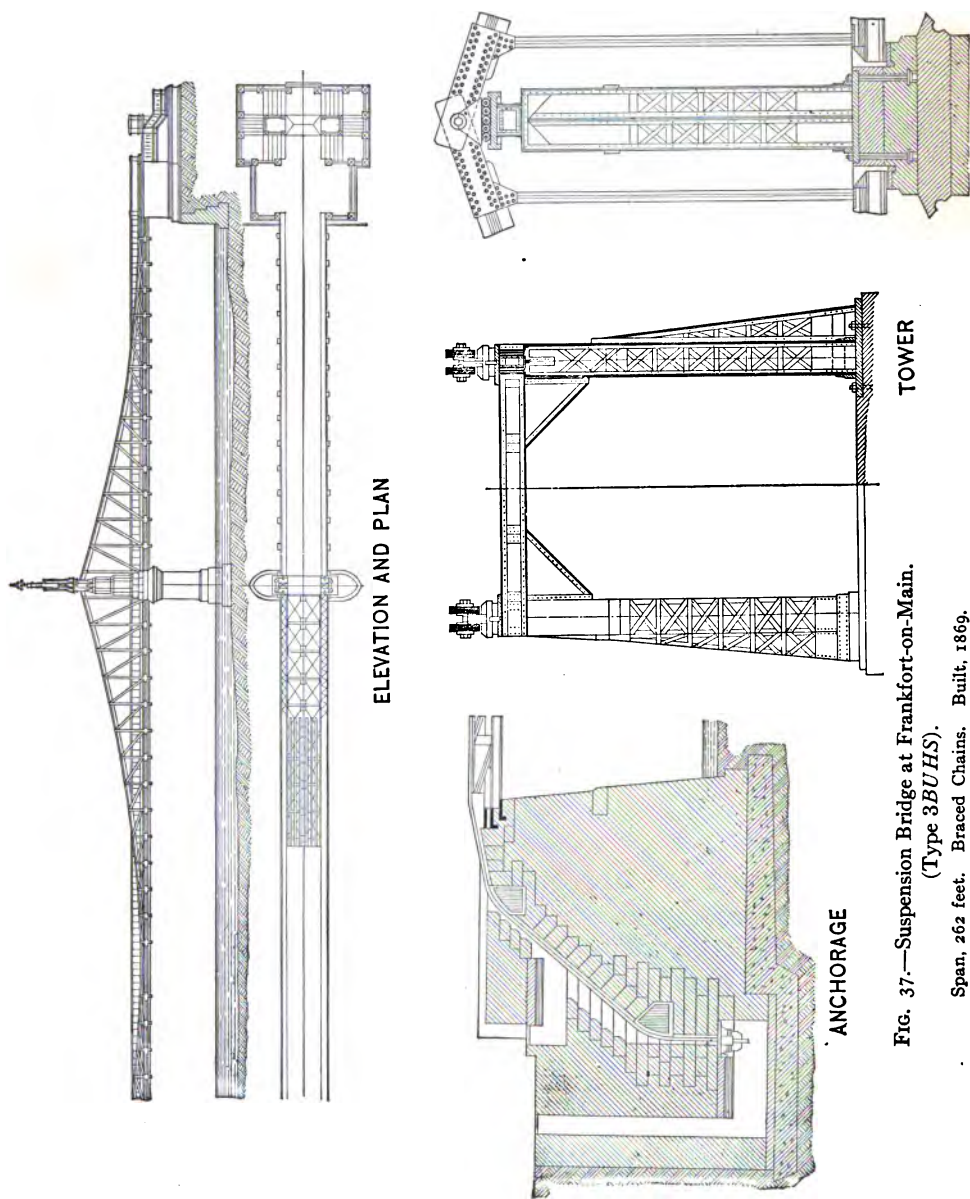 ELEVATION AND PLAN
TOWER
ANCHORAGE
FIG. 37.—Suspension Bridge at Frankfort-on-Main.
(Type 3BUHS).
Span, 262 feet. Braced Chains. Built, 1869.